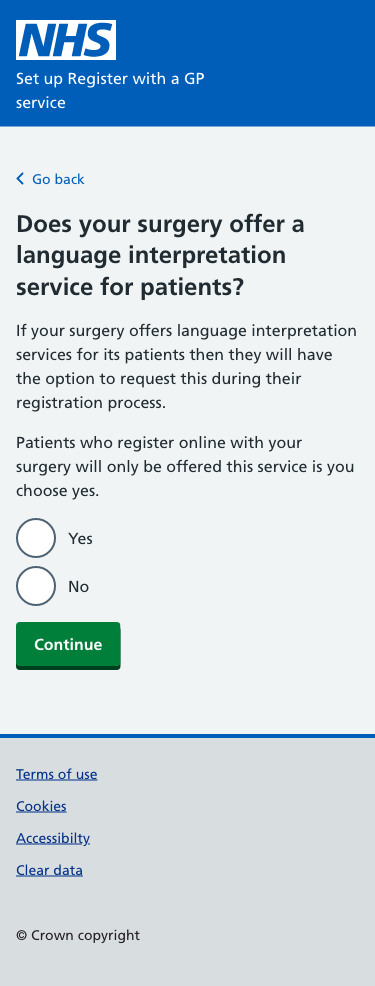 NHS
Set up Register with a GP
service
Go back
Does your surgery offer a
language interpretation
service for patients?
If your surgery offers language interpretation
services for its patients then they will have
the option to request this during their
registration process.
Patients who register online with your
surgery will only be offered this service is you
choose yes.
Yes
No
Continue
Terms of use
Cookies
Accessibilty
Clear data
© Crown copyright